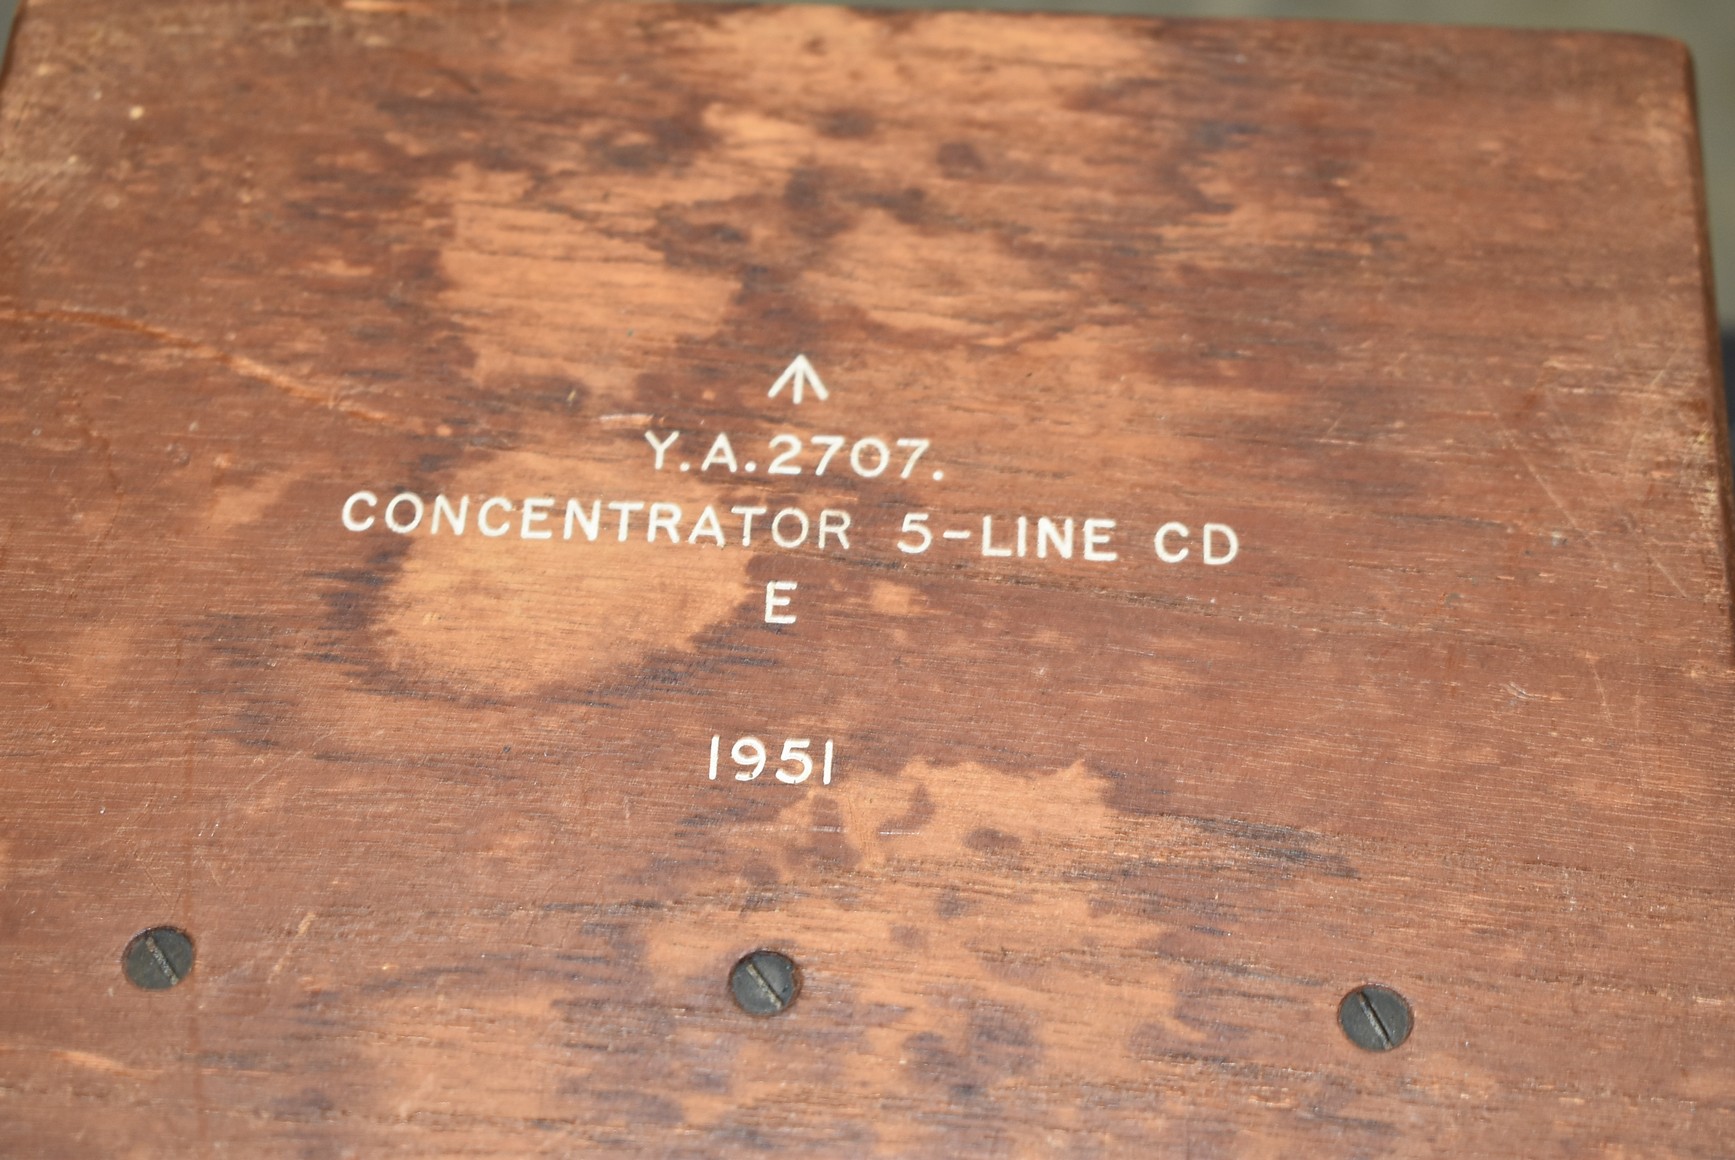 Y.A.2707.
CONCENTRATOR 5-LINE CD
E
1951